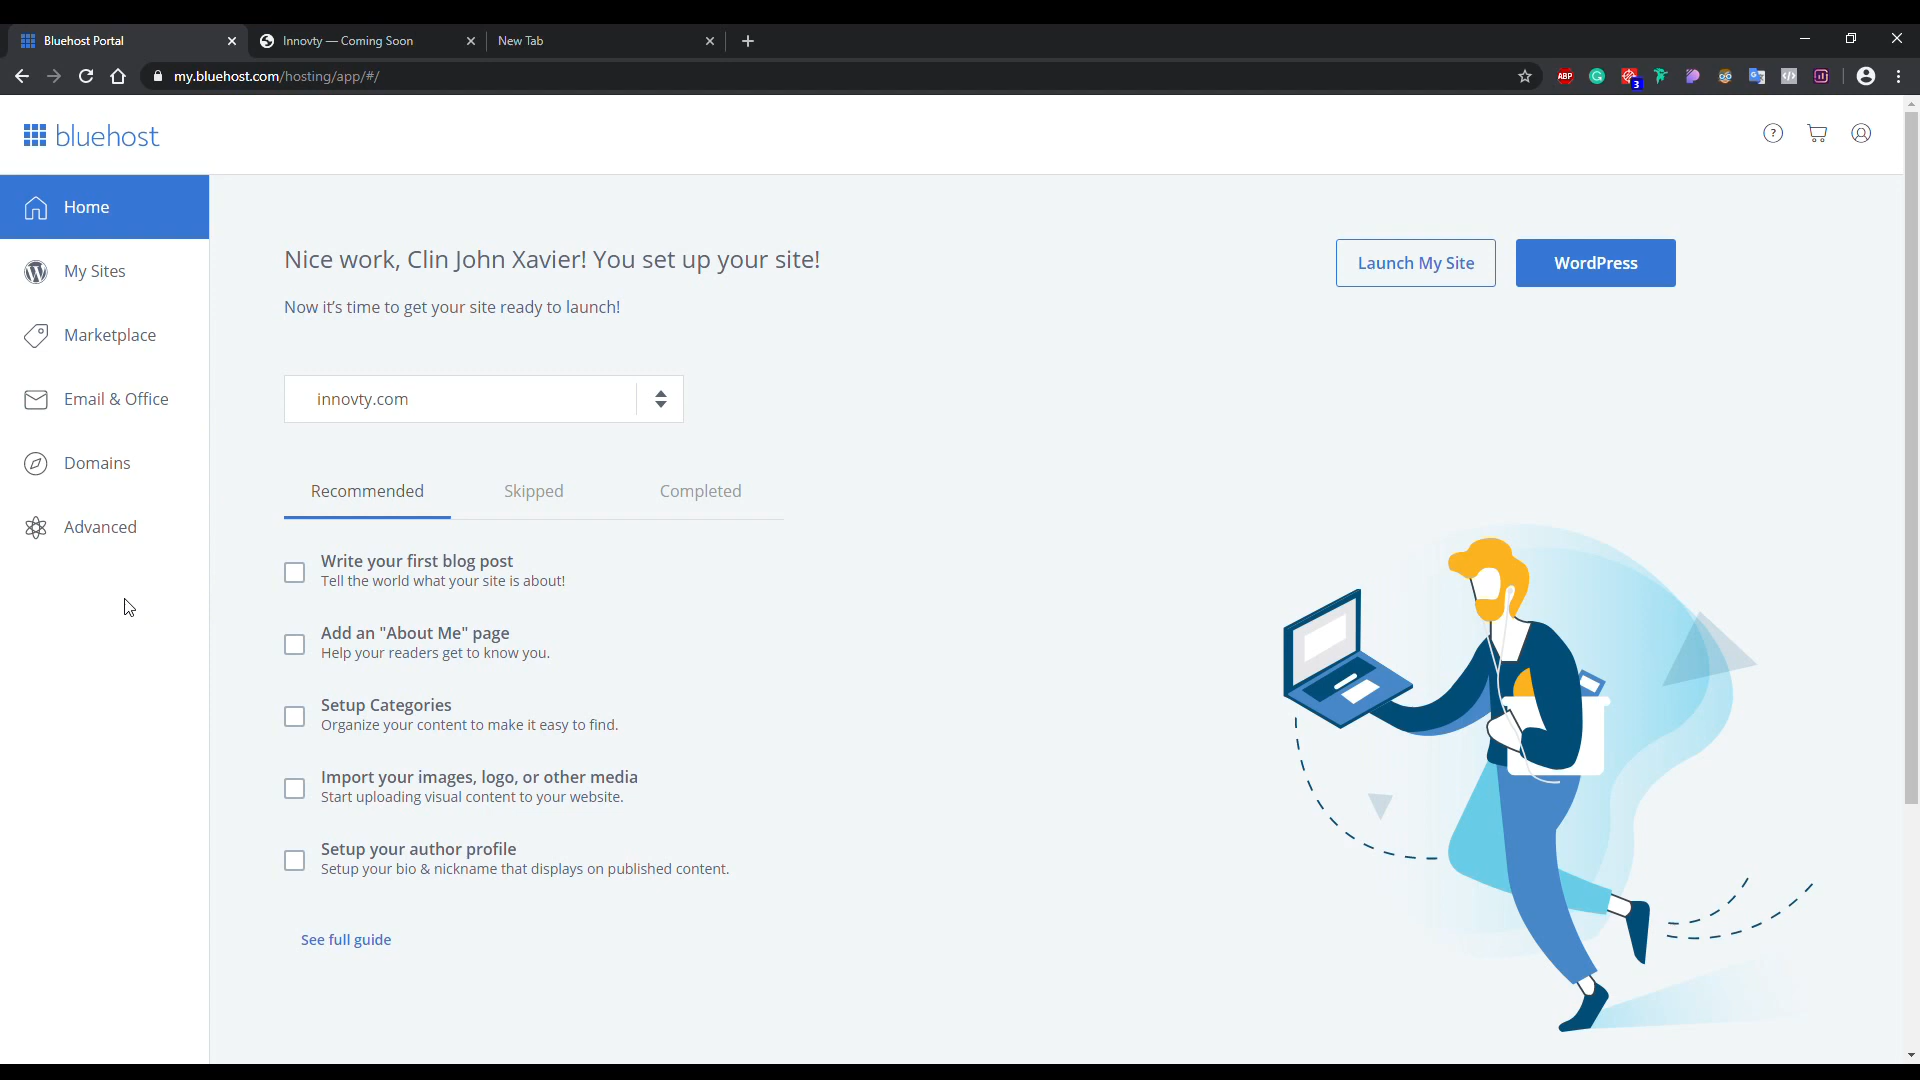 Bluehost Portal
Innovty — Coming Soon
New Tab
my.bluehost.com/hosting/app/#/
ABP
3
bluehost
?
Home
My Sites
Marketplace
Email & Office
Domains
Advanced
Nice work, Clin John Xavier! You set up your site!
Now it's time to get your site ready to launch!
Launch My Site
WordPress
innovty.com
Recommended
Skipped
Completed
Write your first blog post
Tell the world what your site is about!
Add an "About Me" page
Help your readers get to know you.
Setup Categories
Organize your content to make it easy to find.
Import your images, logo, or other media
Start uploading visual content to your website.
Setup your author profile
Setup your bio & nickname that displays on published content.
See full guide